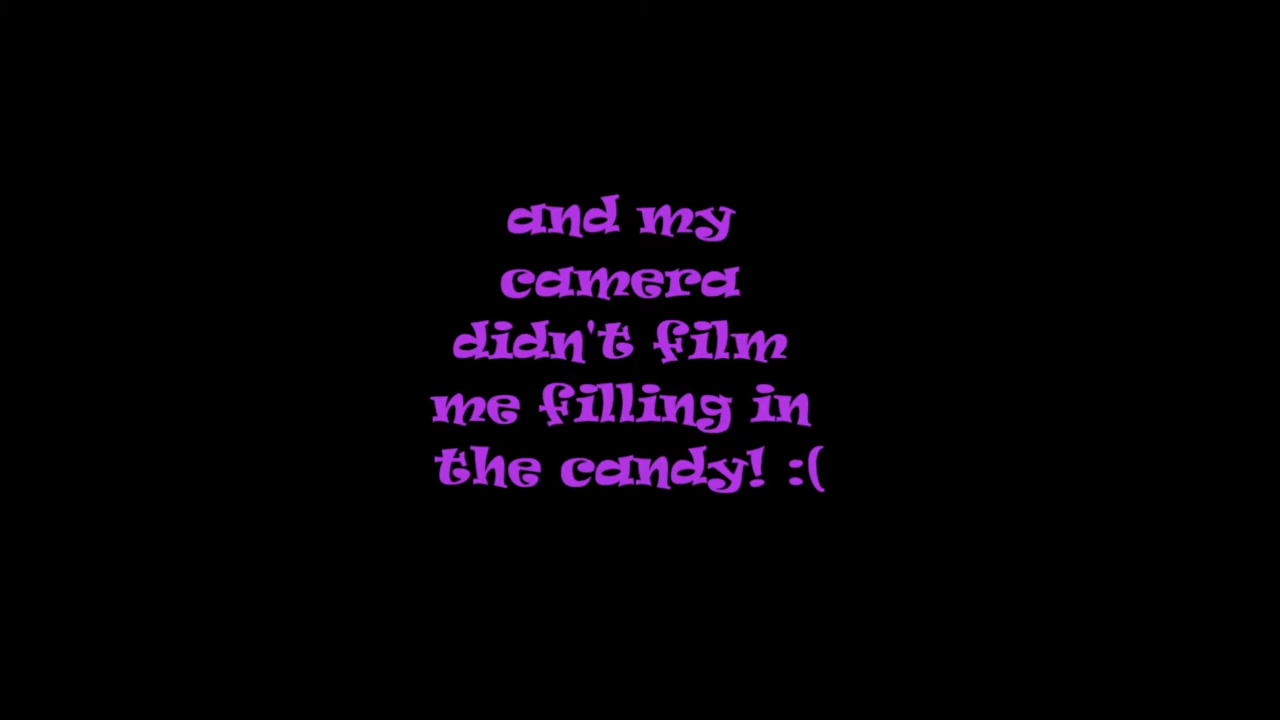 and my
camera
didn't film
me filling in
the candy! :(